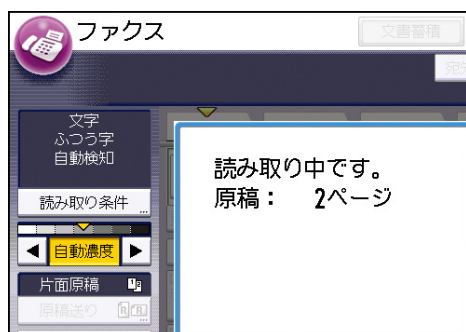 ファクス
文書蓄積
宛先
文字
ふつう字
自動検知
読み取り条件
自動濃度
片面原稿
原稿送り
読み取り中です。
原稿： 2ページ